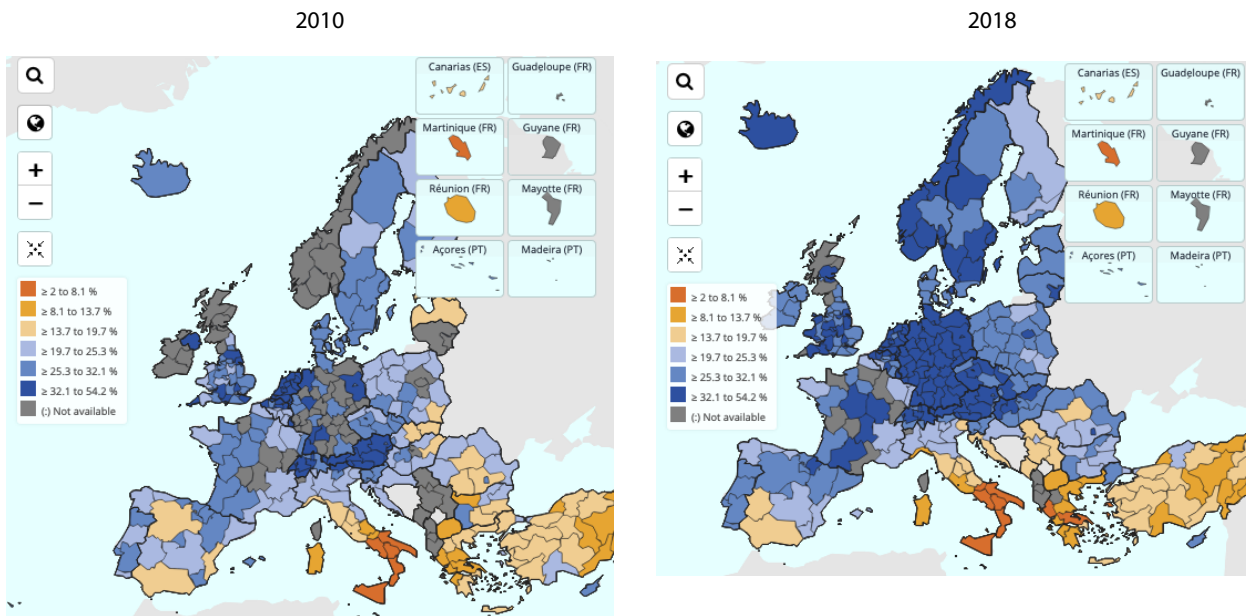 2010
2018
Canarias (ES)
Guadeloupe (FR)
Martinique (FR)
Guyane (FR)
Réunion (FR)
Mayotte (FR)
Açores (PT)
Madeira (PT)
+
−
≥ 2 to 8.1 %
≥ 8.1 to 13.7 %
≥ 13.7 to 19.7 %
≥ 19.7 to 25.3 %
≥ 25.3 to 32.1 %
≥ 32.1 to 54.2 %
(:) Not available
Canarias (ES)
Guadeloupe (FR)
Martinique (FR)
Guyane (FR)
Réunion (FR)
Mayotte (FR)
Açores (PT)
Madeira (PT)
+
−
≥ 2 to 8.1 %
≥ 8.1 to 13.7 %
≥ 13.7 to 19.7 %
≥ 19.7 to 25.3 %
≥ 25.3 to 32.1 %
≥ 32.1 to 54.2 %
(:) Not available